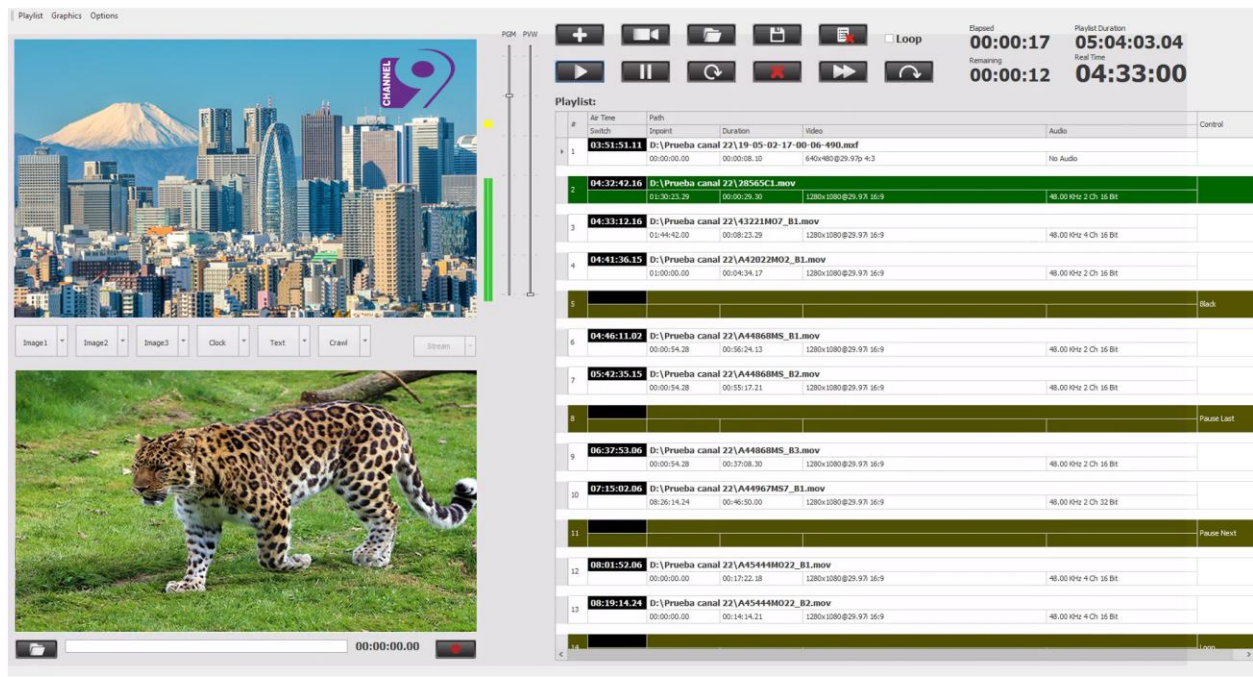 Playlist Graphics Options
PGM PVW
CHANNEL 9
Image1 Image2 Image3 Clock Text Crawl Stream
00:00:00.00
Loop
Elapsed Playlist Duration
00:00:17 05:04:03.04
Remaining Real Time
00:00:12 04:33:00
Playlist:
# Air Time Path Control
Switch Inpoint Duration Video Audio
1 03:51:51.11 D:\Prueba canal 22\19-05-02-17-00-06-490.mxf
00:00:00.00 00:00:08.10 640x480@29.97p 4:3 No Audio
2 04:32:42.16 D:\Prueba canal 22\28565C1.mov
01:30:23.29 00:00:29.30 1280x1080@29.97i 16:9 48.00 KHz 2 Ch 16 Bit
3 04:33:12.16 D:\Prueba canal 22\43221MO7_B1.mov
01:44:42.00 00:08:23.29 1280x1080@29.97i 16:9 48.00 KHz 4 Ch 16 Bit
4 04:41:36.15 D:\Prueba canal 22\A42022M02_B1.mov
01:00:00.00 00:04:34.17 1280x1080@29.97i 16:9 48.00 KHz 2 Ch 16 Bit
5 Black
6 04:46:11.02 D:\Prueba canal 22\A44868MS_B1.mov
00:00:54.28 00:56:24.13 1280x1080@29.97i 16:9 48.00 KHz 2 Ch 16 Bit
7 05:42:35.15 D:\Prueba canal 22\A44868MS_B2.mov
00:00:54.28 00:55:17.21 1280x1080@29.97i 16:9 48.00 KHz 2 Ch 16 Bit
8 Pause Last
9 06:37:53.06 D:\Prueba canal 22\A44868MS_B3.mov
00:00:54.28 00:37:08.30 1280x1080@29.97i 16:9 48.00 KHz 2 Ch 16 Bit
10 07:15:02.06 D:\Prueba canal 22\A44967MS7_B1.mov
08:26:14.24 00:46:50.00 1280x1080@29.97i 16:9 48.00 KHz 2 Ch 32 Bit
11 Pause Next
12 08:01:52.06 D:\Prueba canal 22\A45444M022_B1.mov
00:00:00.00 00:17:22.18 1280x1080@29.97i 16:9 48.00 KHz 4 Ch 16 Bit
13 08:19:14.24 D:\Prueba canal 22\A45444M022_B2.mov
00:00:00.00 00:14:14.21 1280x1080@29.97i 16:9 48.00 KHz 4 Ch 16 Bit
Loop